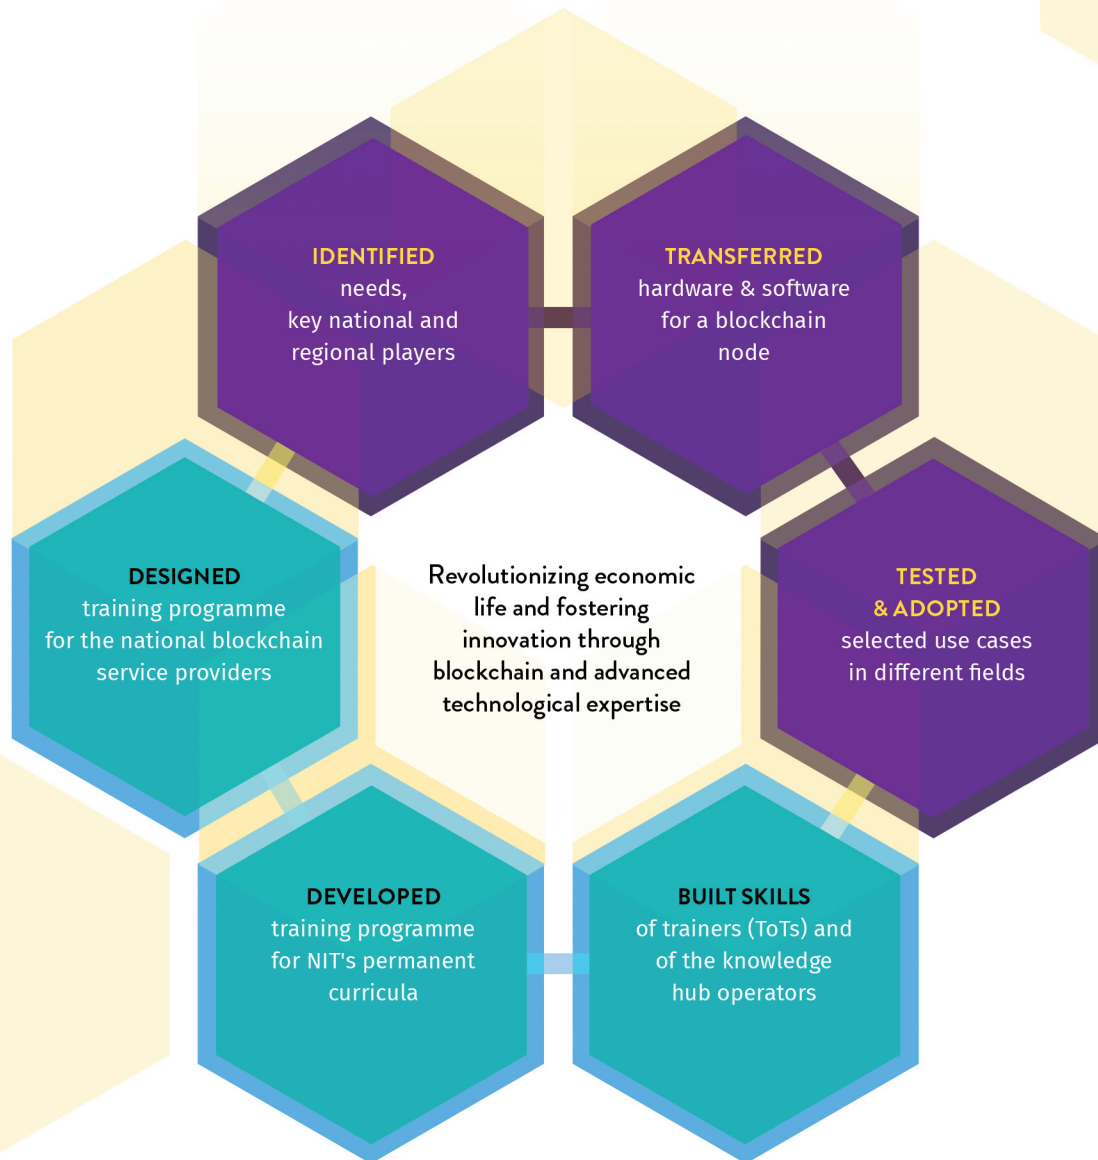 IDENTIFIED
needs,
key national and
regional players
TRANSFERRED
hardware & software
for a blockchain
node
TESTED
& ADOPTED
selected use cases
in different fields
BUILT SKILLS
of trainers (ToTs) and
of the knowledge
hub operators
DEVELOPED
training programme
for NIT's permanent
curricula
DESIGNED
training programme
for the national blockchain
service providers
Revolutionizing economic
life and fostering
innovation through
blockchain and advanced
technological expertise